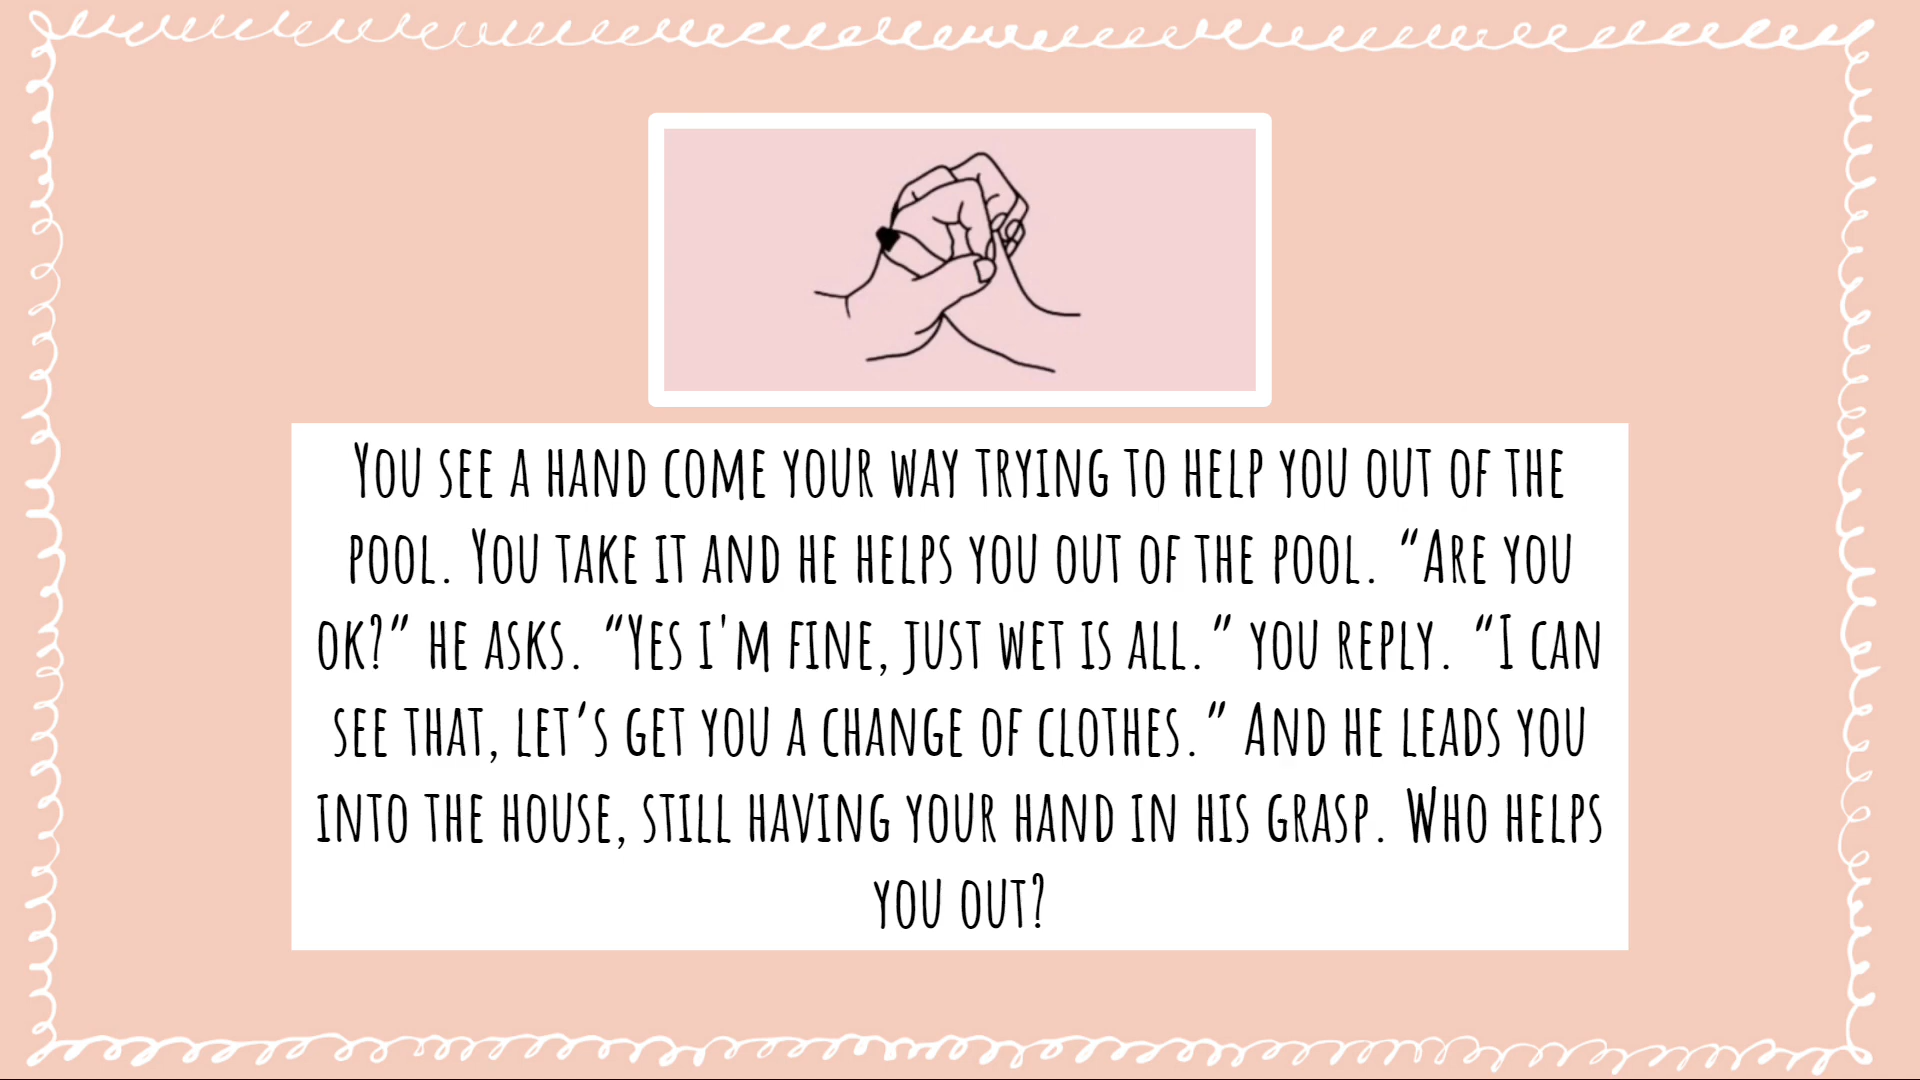 You see a hand come your way trying to help you out of the
pool. You take it and he helps you out of the pool. “Are you
ok?” he asks. “Yes i'm fine, just wet is all.” you reply. “I can
see that, let’s get you a change of clothes.” And he leads you
into the house, still having your hand in his grasp. Who helps
you out?